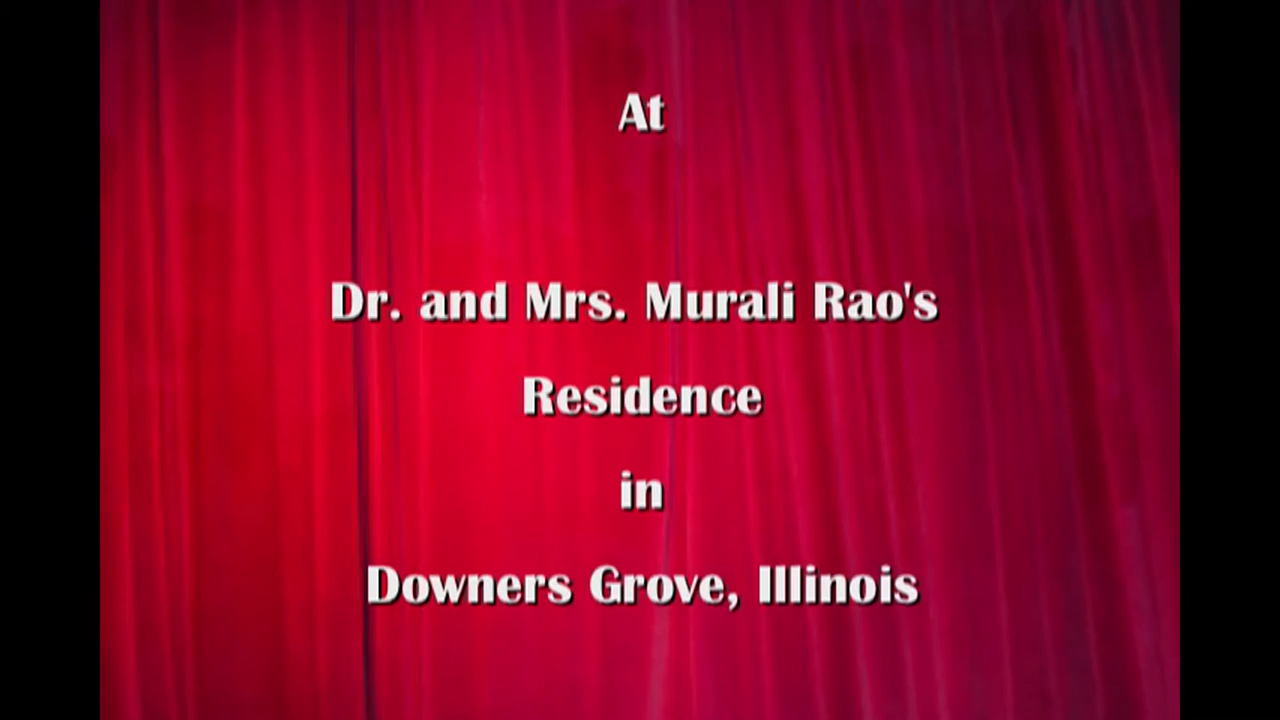 At
Dr. and Mrs. Murali Rao's
Residence
in
Downers Grove, Illinois